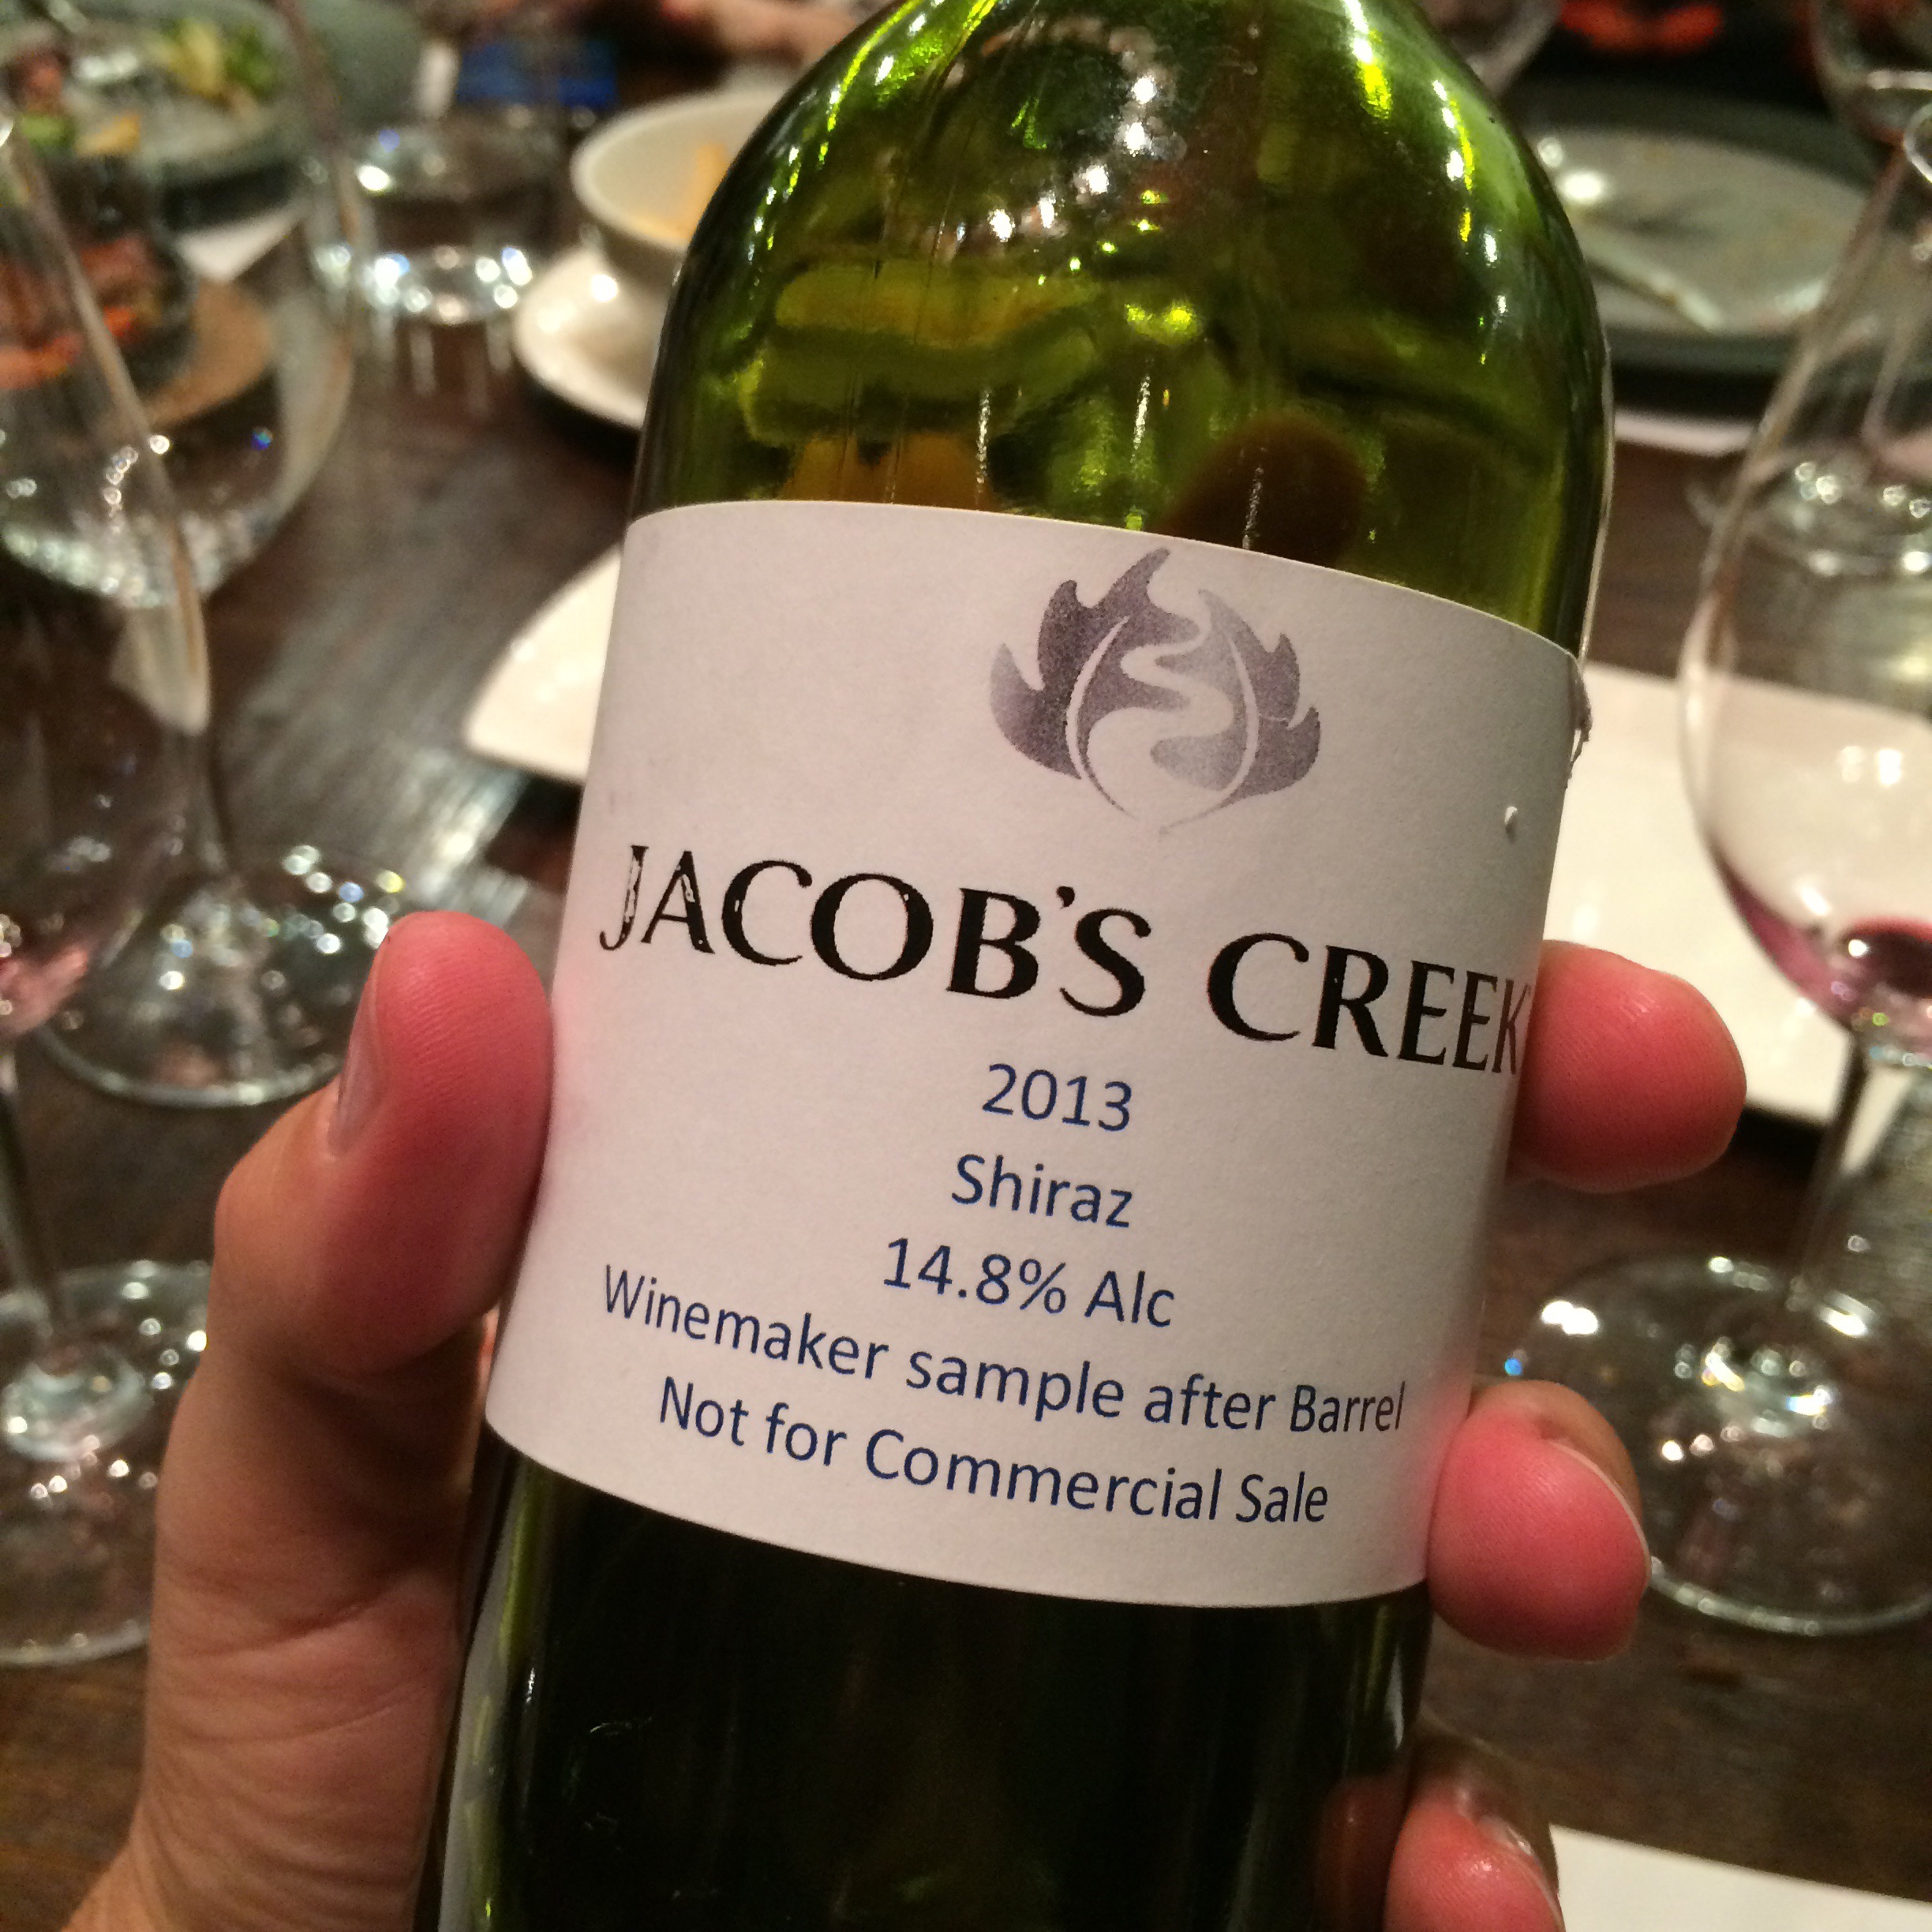 JACOB'S CREEK
2013
Shiraz
14.8% Alc
Winemaker sample after Barrel
Not for Commercial Sale